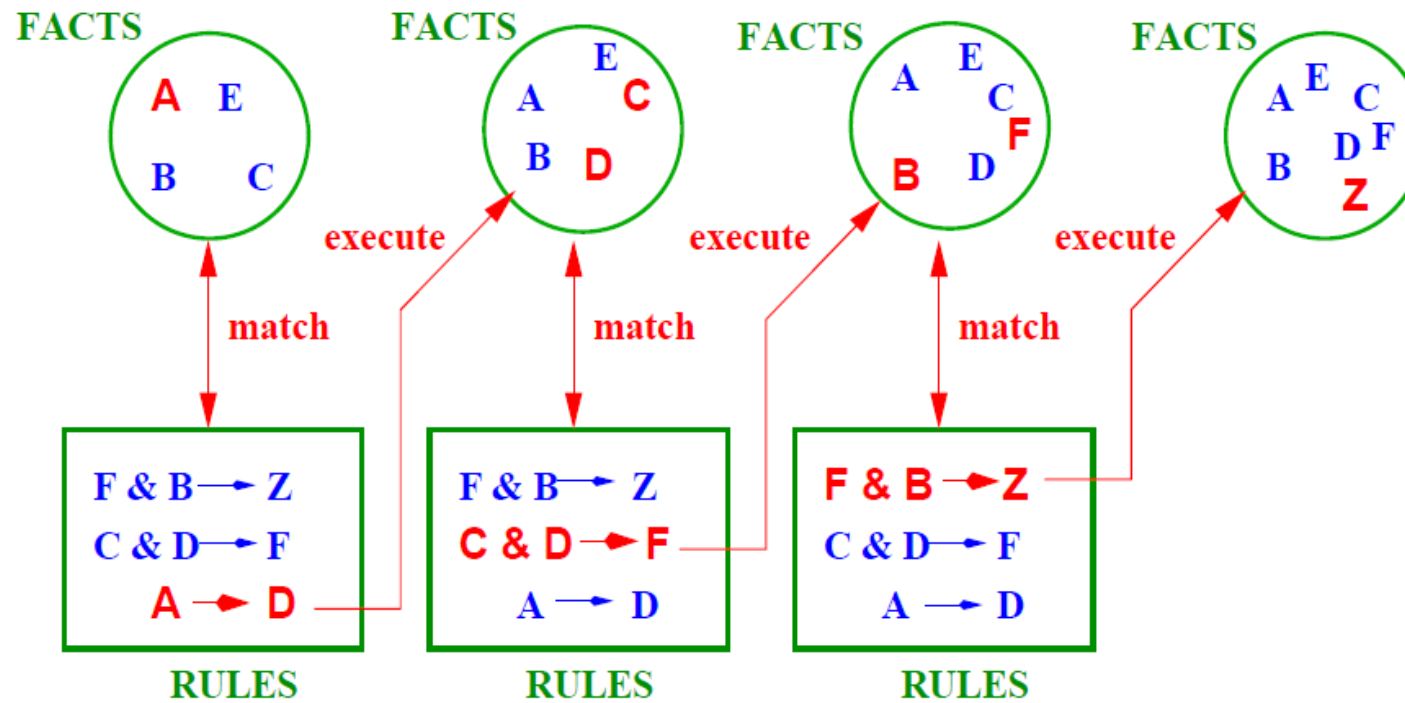 FACTS FACTS FACTS FACTS
A E
B C
E
A C
B D
E
A C
F
B D
E
A C
D F
B
Z
execute execute execute
match match match
F & B → Z
C & D → F
A → D
F & B → Z
C & D → F
A → D
F & B → Z
C & D → F
A → D
RULES RULES RULES